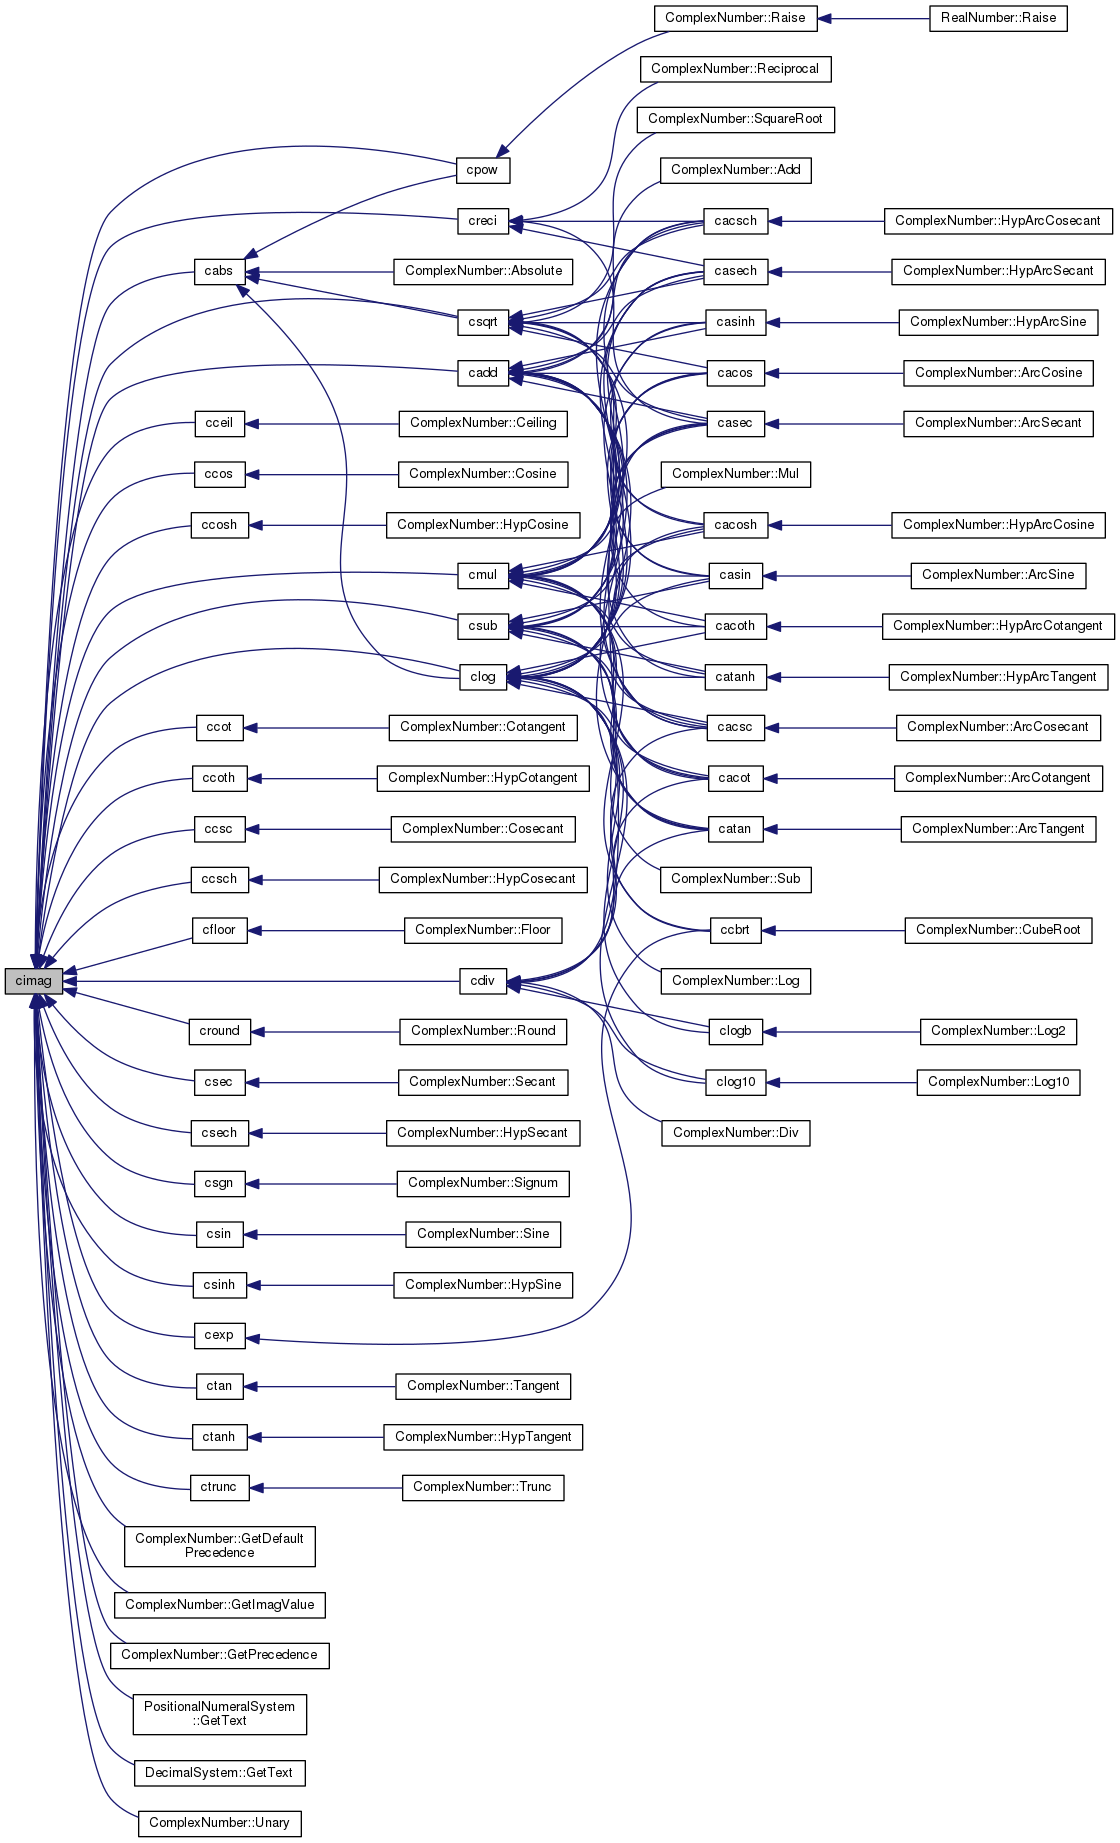 ComplexNumber::Raise
RealNumber::Raise
ComplexNumber::Reciprocal
ComplexNumber::SquareRoot
cpow
ComplexNumber::Add
creci
cacsch
ComplexNumber::HypArcCosecant
cabs
ComplexNumber::Absolute
casech
ComplexNumber::HypArcSecant
csqrt
casinh
ComplexNumber::HypArcSine
cadd
cacos
ComplexNumber::ArcCosine
cceil
ComplexNumber::Ceiling
casec
ComplexNumber::ArcSecant
ccos
ComplexNumber::Cosine
ComplexNumber::Mul
ccosh
ComplexNumber::HypCosine
cacosh
ComplexNumber::HypArcCosine
cmul
casin
ComplexNumber::ArcSine
csub
cacoth
ComplexNumber::HypArcCotangent
clog
catanh
ComplexNumber::HypArcTangent
ccot
ComplexNumber::Cotangent
cacsc
ComplexNumber::ArcCosecant
ccoth
ComplexNumber::HypCotangent
cacot
ComplexNumber::ArcCotangent
ccsc
ComplexNumber::Cosecant
catan
ComplexNumber::ArcTangent
ccsch
ComplexNumber::HypCosecant
ComplexNumber::Sub
cfloor
ComplexNumber::Floor
ccbrt
ComplexNumber::CubeRoot
cimag
cdiv
ComplexNumber::Log
cround
ComplexNumber::Round
clogb
ComplexNumber::Log2
csec
ComplexNumber::Secant
clog10
ComplexNumber::Log10
csech
ComplexNumber::HypSecant
ComplexNumber::Div
csgn
ComplexNumber::Signum
csin
ComplexNumber::Sine
csinh
ComplexNumber::HypSine
cexp
ctan
ComplexNumber::Tangent
ctanh
ComplexNumber::HypTangent
ctrunc
ComplexNumber::Trunc
ComplexNumber::GetDefault
Precedence
ComplexNumber::GetImagValue
ComplexNumber::GetPrecedence
PositionalNumeralSystem
::GetText
DecimalSystem::GetText
ComplexNumber::Unary